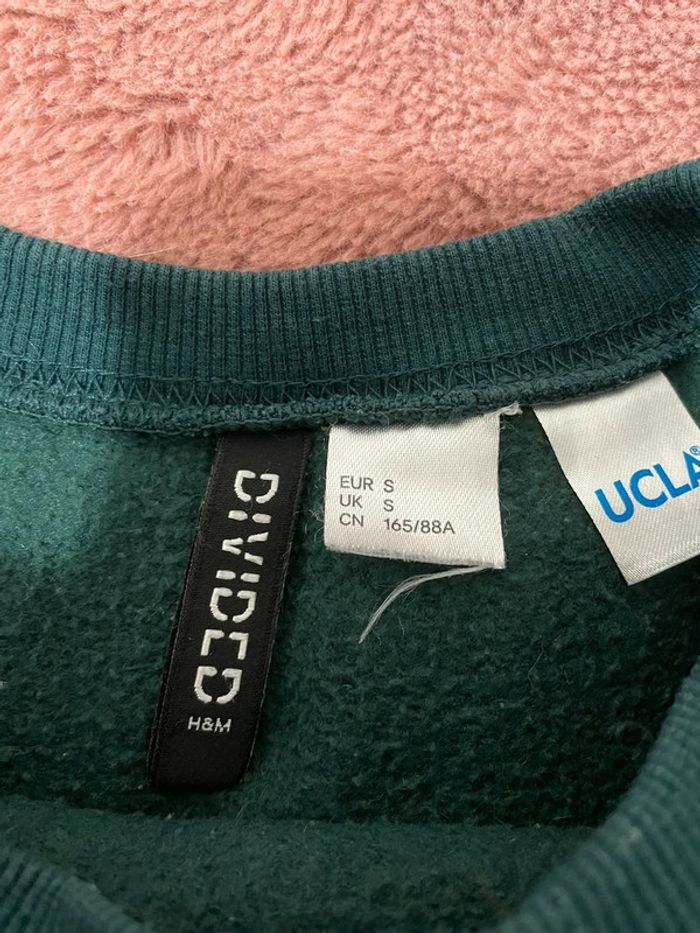 DIVIDED
H&M
EUR S
UK S
CN 165/88A
UCLA®